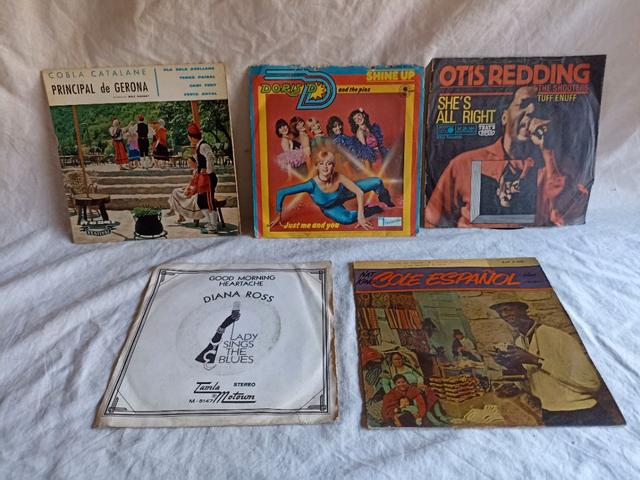 COBLA CATALANE
PRINCIPAL de GERONA
FESTIVAL
SHINE UP
DORIS D
and the pins
Just me and you
OTIS REDDING
THE SHOOTERS
TUFF ENUFF
SHE'S
ALL RIGHT
GOOD MORNING
HEARTACHE
DIANA ROSS
LADY
SINGS
THE
BLUES
Tamla
Motown
STEREO
M-5147
NAT
KING
COLE ESPAÑOL